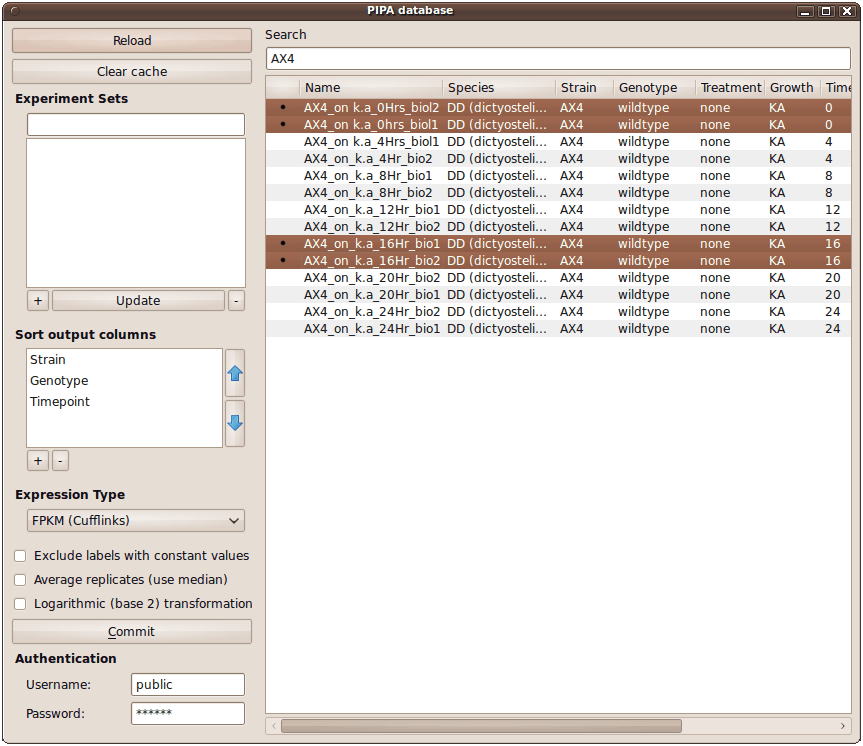 PIPA database
Reload
Clear cache
Experiment Sets
+ Update -
Sort output columns
Strain
Genotype
Timepoint
+ -
Expression Type
FPKM (Cufflinks)
Exclude labels with constant values
Average replicates (use median)
Logarithmic (base 2) transformation
Commit
Authentication
Username: public
Password: ******
Search
AX4
Name Species Strain Genotype Treatment Growth Time
• AX4_on k.a_0Hrs_biol2 DD (dictyosteli... AX4 wildtype none KA 0
• AX4_on k.a_0hrs_biol1 DD (dictyosteli... AX4 wildtype none KA 0
AX4_on k.a_4Hrs_biol1 DD (dictyosteli... AX4 wildtype none KA 4
AX4_on_k.a_4Hr_bio2 DD (dictyosteli... AX4 wildtype none KA 4
AX4_on_k.a_8Hr_bio1 DD (dictyosteli... AX4 wildtype none KA 8
AX4_on_k.a_8Hr_bio2 DD (dictyosteli... AX4 wildtype none KA 8
AX4_on_k.a_12Hr_bio1 DD (dictyosteli... AX4 wildtype none KA 12
AX4_on_k.a_12Hr_bio2 DD (dictyosteli... AX4 wildtype none KA 12
• AX4_on_k.a_16Hr_bio1 DD (dictyosteli... AX4 wildtype none KA 16
• AX4_on_k.a_16Hr_bio2 DD (dictyosteli... AX4 wildtype none KA 16
AX4_on_k.a_20Hr_bio2 DD (dictyosteli... AX4 wildtype none KA 20
AX4_on_k.a_20Hr_bio1 DD (dictyosteli... AX4 wildtype none KA 20
AX4_on_k.a_24Hr_bio2 DD (dictyosteli... AX4 wildtype none KA 24
AX4_on_k.a_24Hr_bio1 DD (dictyosteli... AX4 wildtype none KA 24